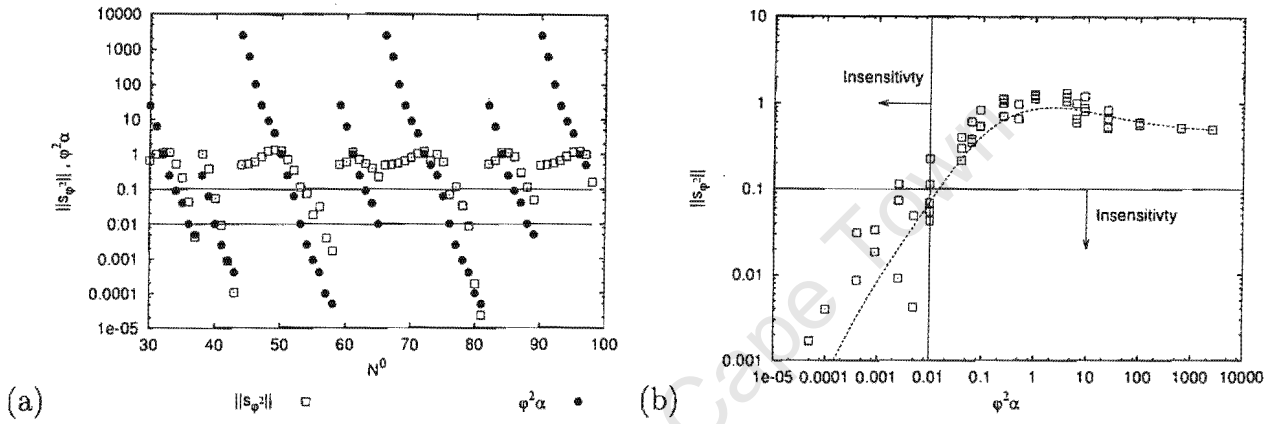 10000
1000
100
10
1
0.1
0.01
0.001
0.0001
1e-05
||s_φ²|| , φ²α
30 40 50 60 70 80 90 100
N⁰
(a)
||s_φ²|| □ φ²α ●
10
1
0.1
0.01
0.001
||s_φ²||
Insensitivty
Insensitivty
1e-05 0.0001 0.001 0.01 0.1 1 10 100 1000 10000
φ²α
(b)
Cape Town